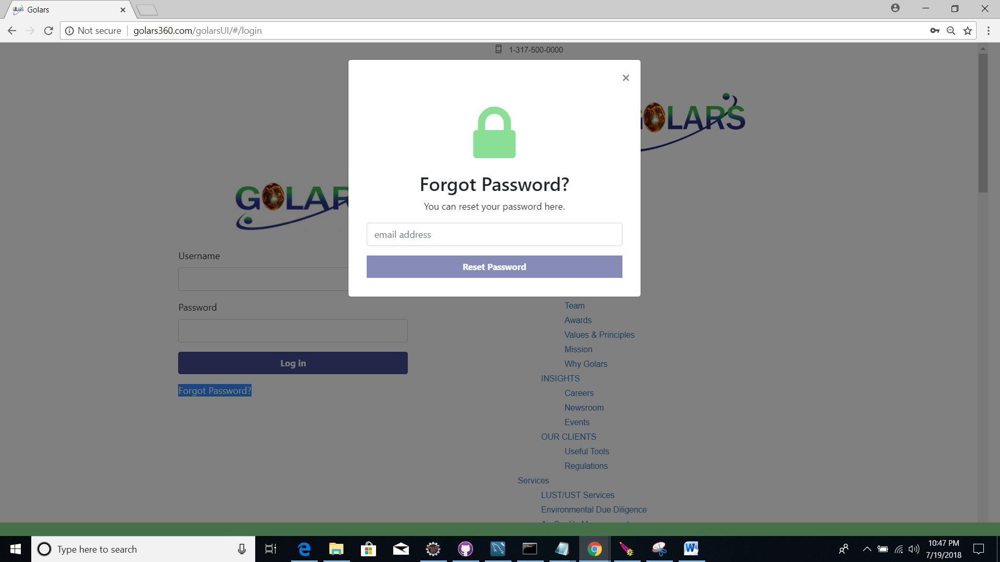 Golars
Not secure
golars360.com/golarsUI/#/login
1-317-500-0000
GOLARS
GOLAR
Forgot Password?
You can reset your password here.
email address
Reset Password
Username
Password
Log in
Forgot Password?
Team
Awards
Values & Principles
Mission
Why Golars
INSIGHTS
Careers
Newsroom
Events
OUR CLIENTS
Useful Tools
Regulations
Services
LUST/UST Services
Environmental Due Diligence
Type here to search
10:47 PM
7/19/2018